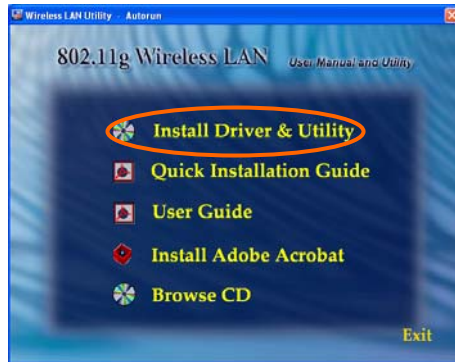 Wireless LAN Utility - Autorun
802.11g Wireless LAN
User Manual and Utility
Install Driver & Utility
Quick Installation Guide
User Guide
Install Adobe Acrobat
Browse CD
Exit